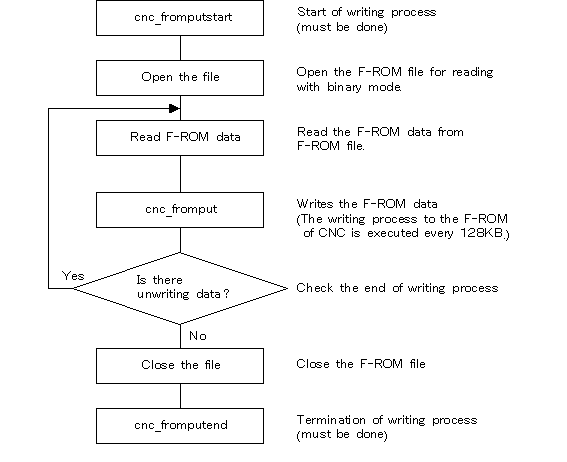 cnc_fromputstart
Start of writing process
(must be done)
Open the file
Open the F-ROM file for reading
with binary mode.
Read F-ROM data
Read the F-ROM data from
F-ROM file.
cnc_fromput
Writes the F-ROM data
(The writing process to the F-ROM
of CNC is executed every 128KB.)
Yes
Is there
unwriting data?
Check the end of writing process
No
Close the file
Close the F-ROM file
cnc_fromputend
Termination of writing process
(must be done)